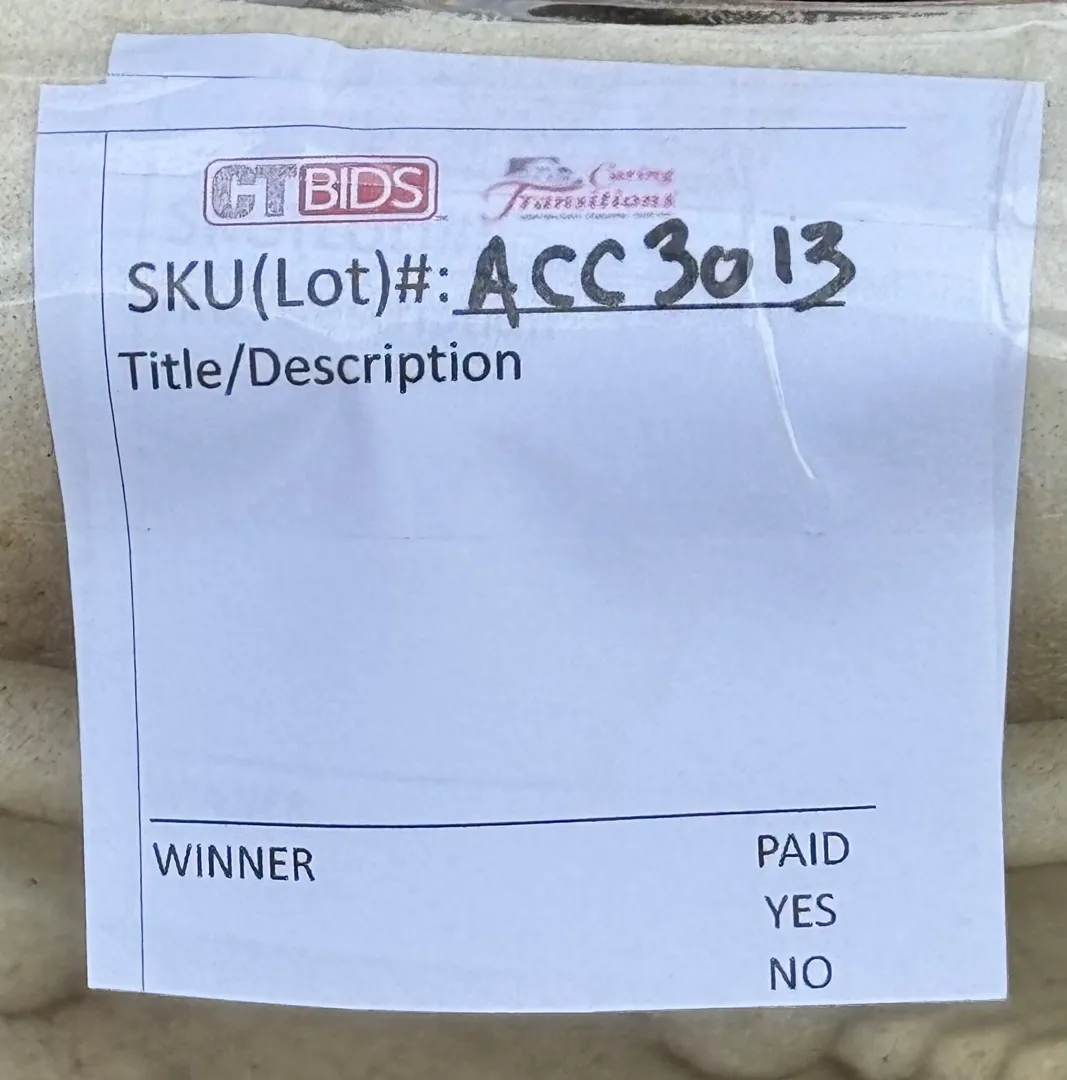 CTBIDS Caring Transitions
SKU(Lot)#: ACC3013
Title/Description
WINNER PAID
YES
NO